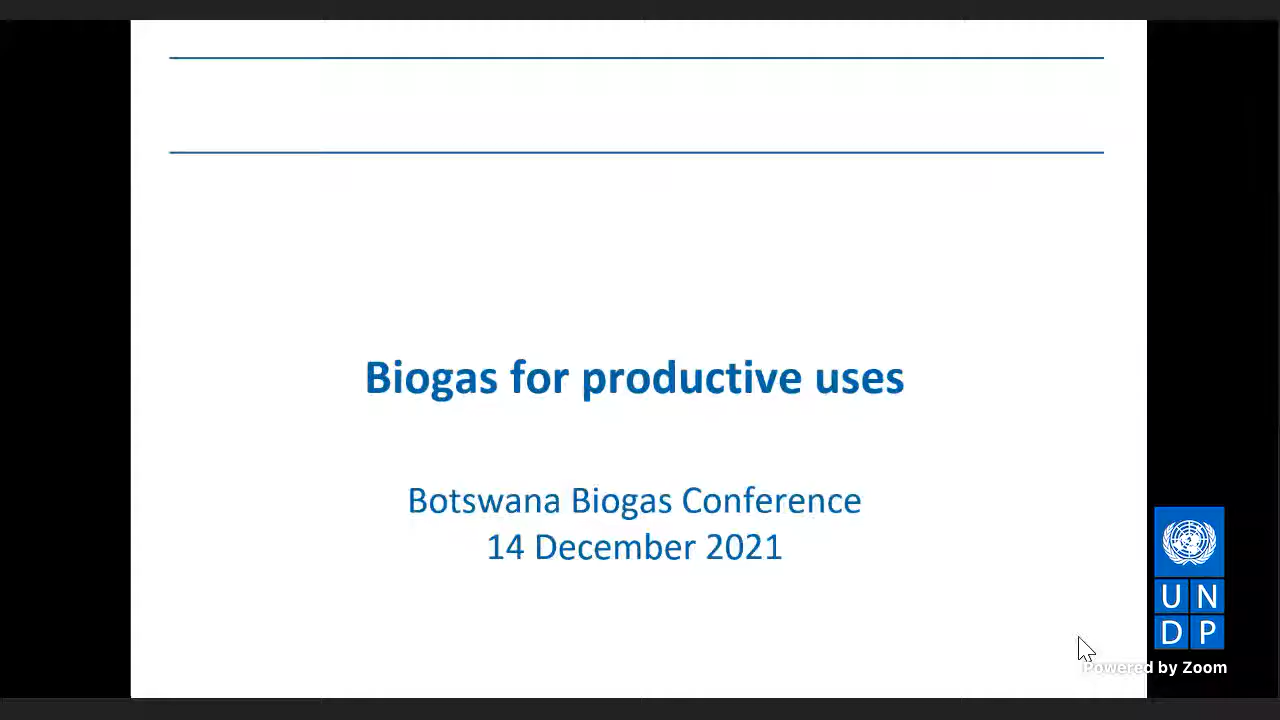 Biogas for productive uses
Botswana Biogas Conference
14 December 2021
U N
D P
Powered by Zoom